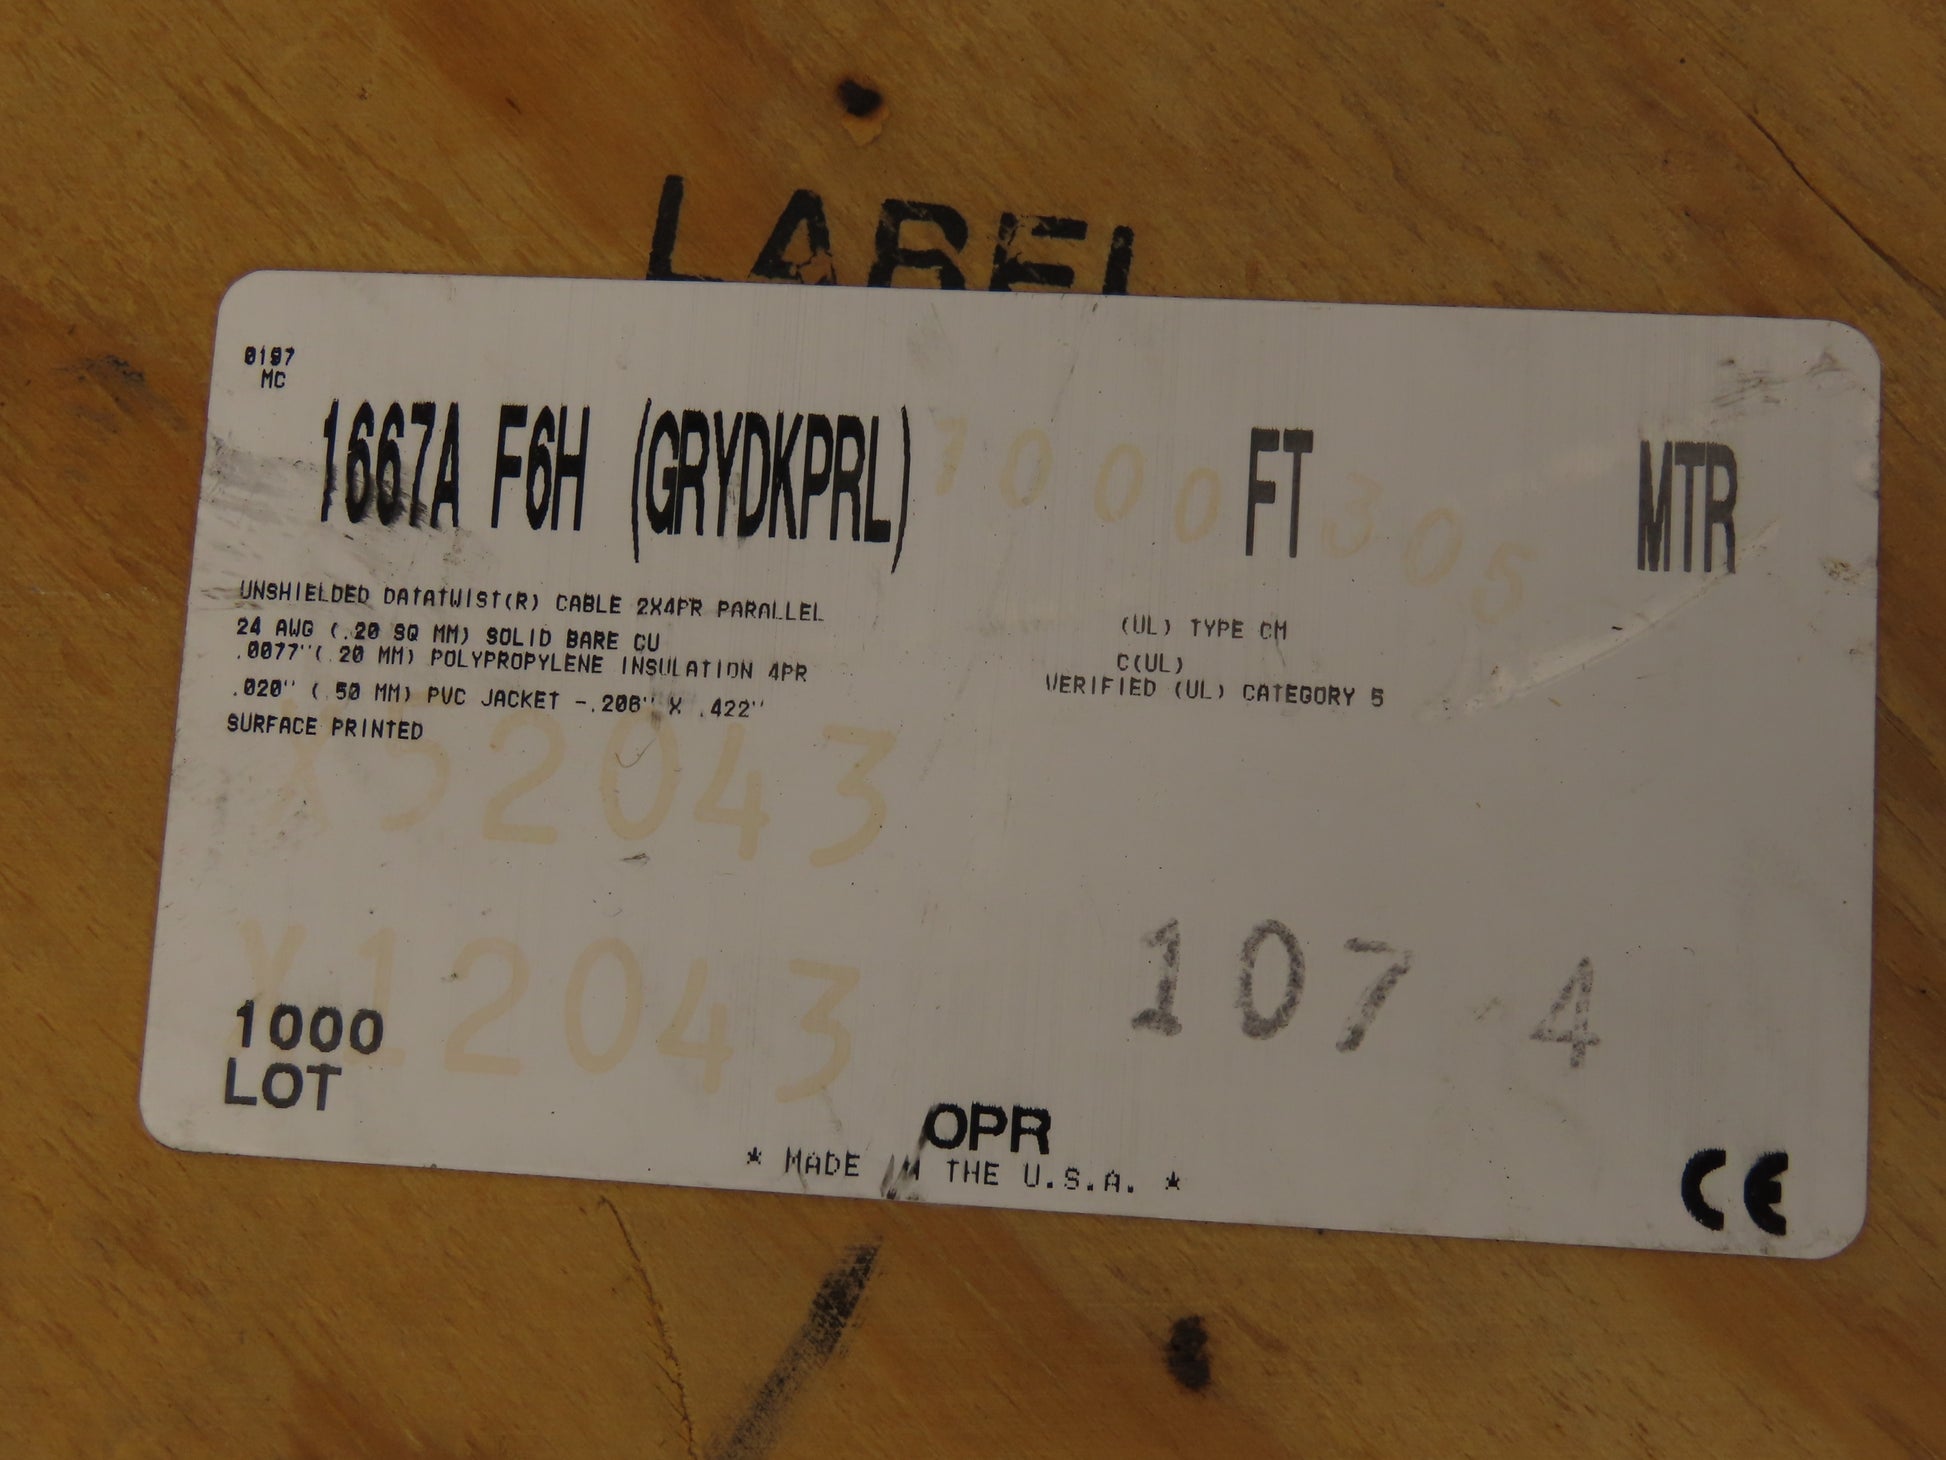 LABEL
0197
MC
1667A F6H (GRYDKPRL) 1000 FT 305 MTR
UNSHIELDED DATATWIST(R) CABLE 2X4PR PARALLEL
24 AWG (.20 SQ MM) SOLID BARE CU
.0077"(.20 MM) POLYPROPYLENE INSULATION 4PR
.020" (.50 MM) PVC JACKET -.206" X .422"
SURFACE PRINTED
(UL) TYPE CM
C(UL)
VERIFIED (UL) CATEGORY 5
X52043
X12043
107 4
1000
LOT
OPR
* MADE IN THE U.S.A. *
CE